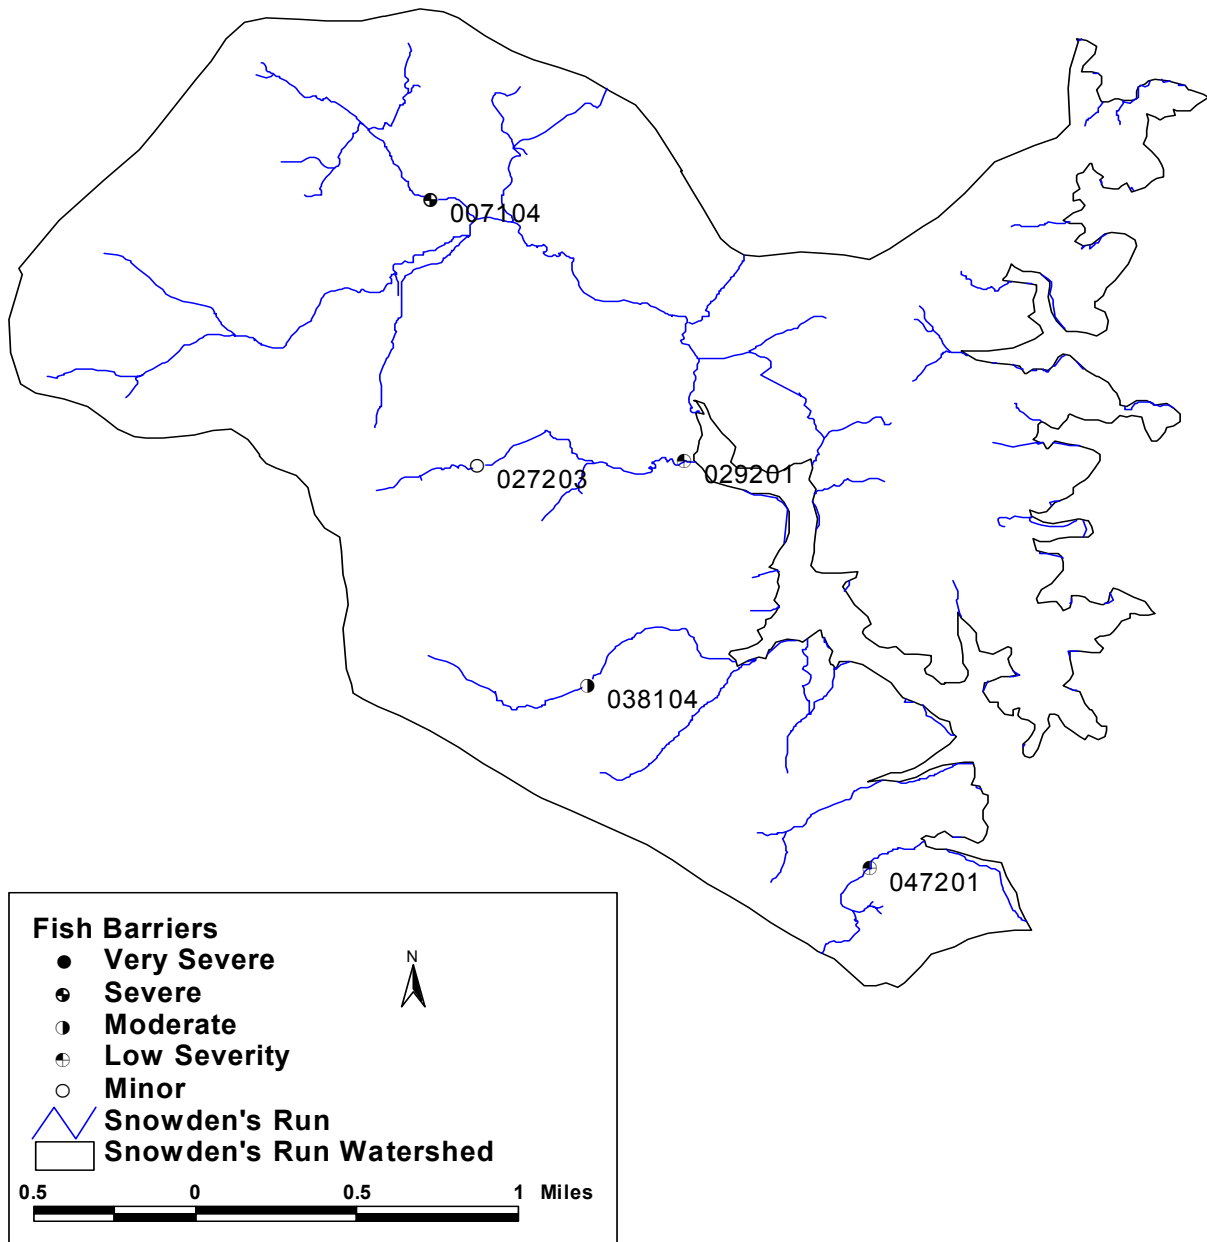 007104
027203
029201
038104
047201
Fish Barriers
Very Severe
Severe
Moderate
Low Severity
Minor
Snowden's Run
Snowden's Run Watershed
N
0.5 0 0.5 1 Miles